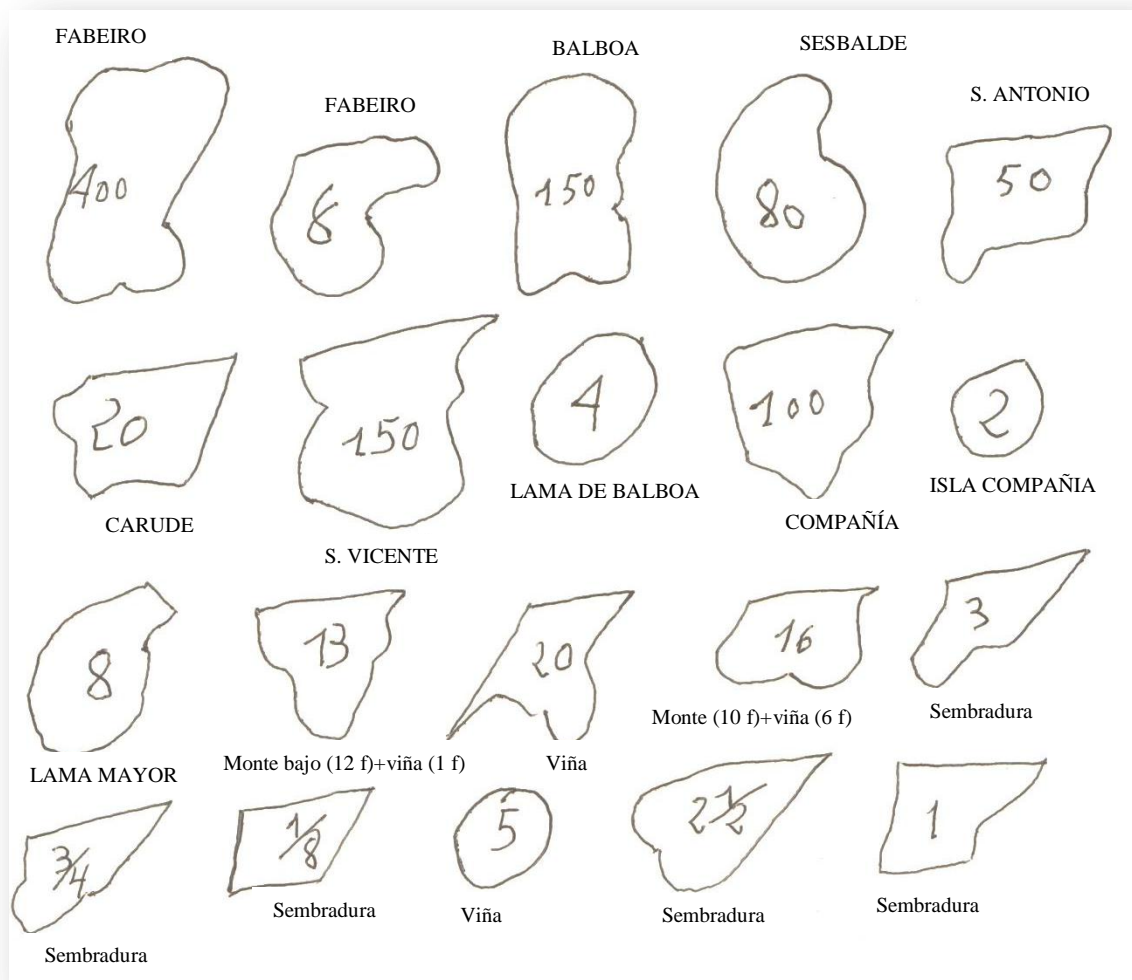 FABEIRO
400
FABEIRO
8
BALBOA
150
SESBALDE
80
S. ANTONIO
50
20
CARUDE
150
S. VICENTE
4
LAMA DE BALBOA
100
COMPAÑÍA
2
ISLA COMPAÑIA
8
LAMA MAYOR
13
Monte bajo (12 f)+viña (1 f)
20
Viña
16
Monte (10 f)+viña (6 f)
3
Sembradura
3/4
Sembradura
1/8
Sembradura
5
Viña
2 1/2
Sembradura
1
Sembradura